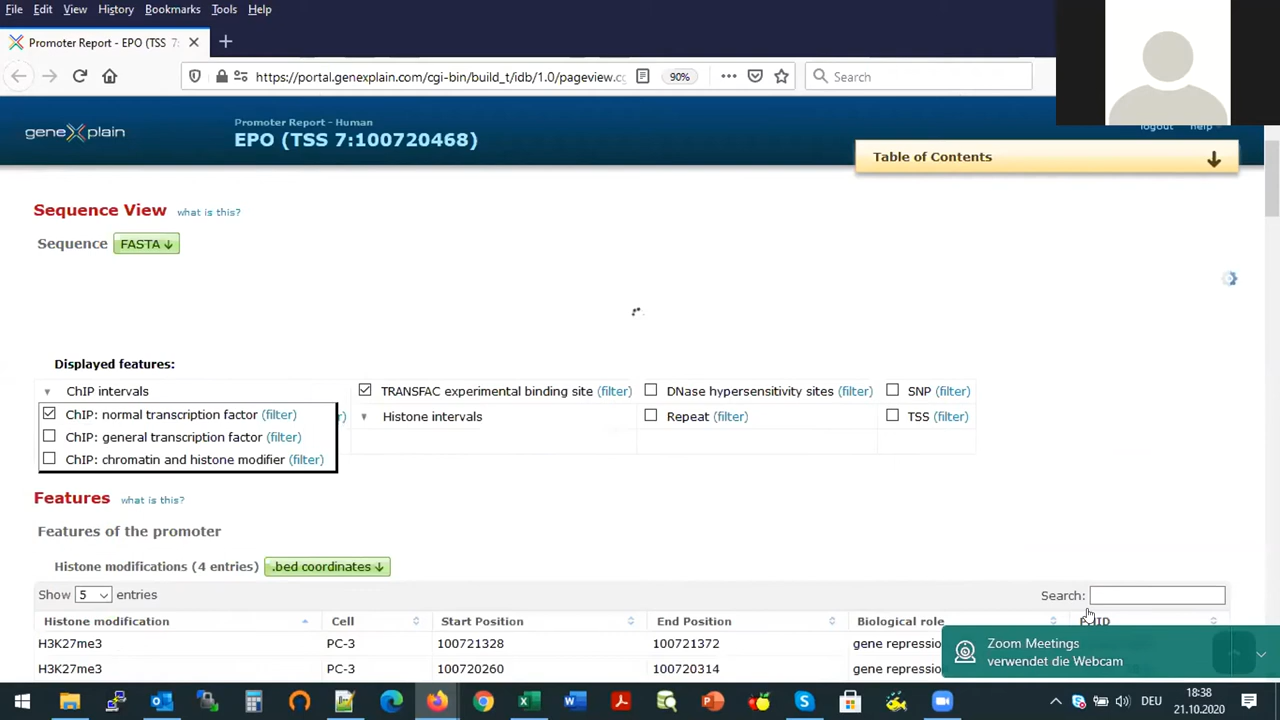 File Edit View History Bookmarks Tools Help
Promoter Report - EPO (TSS 7:
https://portal.genexplain.com/cgi-bin/build_t/idb/1.0/pageview.c 90% Search
geneXplain
Promoter Report - Human
EPO (TSS 7:100720468)
logout help
Table of Contents
Sequence View what is this?
Sequence FASTA
Displayed features:
ChIP intervals TRANSFAC experimental binding site (filter) DNase hypersensitivity sites (filter) SNP (filter)
ChIP: normal transcription factor (filter) Histone intervals Repeat (filter) TSS (filter)
ChIP: general transcription factor (filter)
ChIP: chromatin and histone modifier (filter)
Features what is this?
Features of the promoter
Histone modifications (4 entries) .bed coordinates
Show 5 entries Search:
Histone modification Cell Start Position End Position Biological role
H3K27me3 PC-3 100721328 100721372 gene repressio
H3K27me3 PC-3 100720260 100720314 gene repressio
Zoom Meetings
verwendet die Webcam
DEU
18:38
21.10.2020